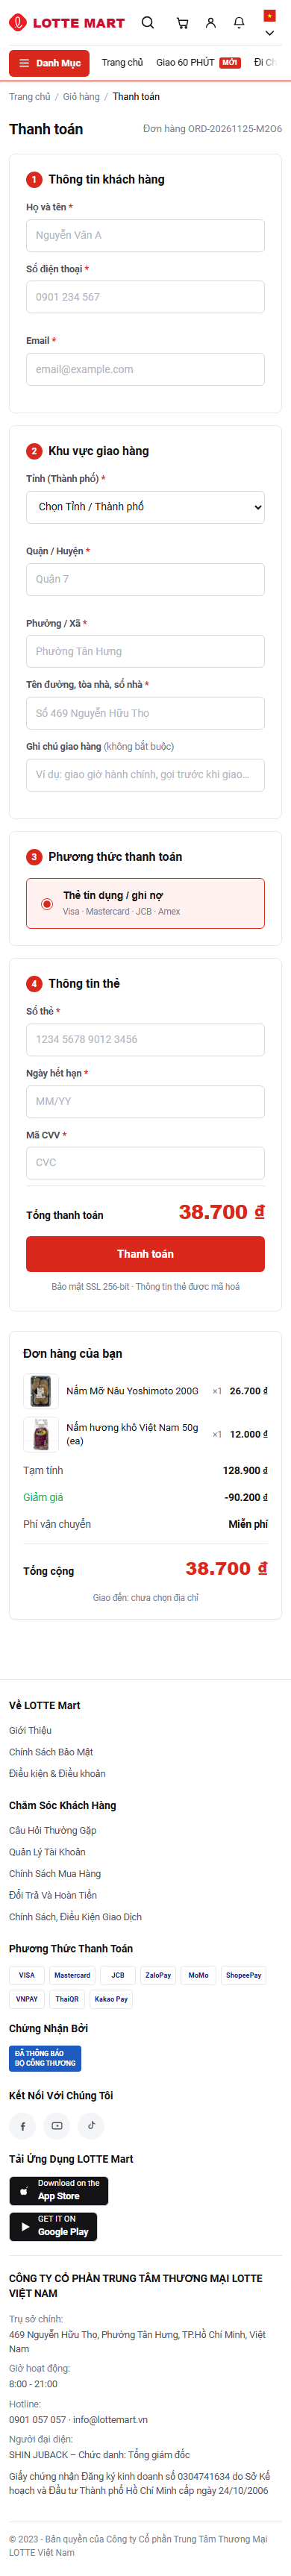 LOTTE MART
Danh Mục
Trang chủ
Giao 60 PHÚT MỚI
Đi Ch
Trang chủ / Giỏ hàng / Thanh toán
Thanh toán
Đơn hàng ORD-20261125-M2O6
1 Thông tin khách hàng
Họ và tên *
Nguyễn Văn A
Số điện thoại *
0901 234 567
Email *
email@example.com
2 Khu vực giao hàng
Tỉnh (Thành phố) *
Chọn Tỉnh / Thành phố
Quận / Huyện *
Quận 7
Phường / Xã *
Phường Tân Hưng
Tên đường, tòa nhà, số nhà *
Số 469 Nguyễn Hữu Thọ
Ghi chú giao hàng (không bắt buộc)
Ví dụ: giao giờ hành chính, gọi trước khi giao...
3 Phương thức thanh toán
Thẻ tín dụng / ghi nợ
Visa · Mastercard · JCB · Amex
4 Thông tin thẻ
Số thẻ *
1234 5678 9012 3456
Ngày hết hạn *
MM/YY
Mã CVV *
CVC
Tổng thanh toán 38.700 ₫
Thanh toán
Bảo mật SSL 256-bit · Thông tin thẻ được mã hoá
Đơn hàng của bạn
Nấm Mỡ Nâu Yoshimoto 200G ×1 26.700 ₫
Nấm hương khô Việt Nam 50g (ea) ×1 12.000 ₫
Tạm tính 128.900 ₫
Giảm giá -90.200 ₫
Phí vận chuyển Miễn phí
Tổng cộng 38.700 ₫
Giao đến: chưa chọn địa chỉ
Về LOTTE Mart
Giới Thiệu
Chính Sách Bảo Mật
Điều kiện & Điều khoản
Chăm Sóc Khách Hàng
Câu Hỏi Thường Gặp
Quản Lý Tài Khoản
Chính Sách Mua Hàng
Đổi Trả Và Hoàn Tiền
Chính Sách, Điều Kiện Giao Dịch
Phương Thức Thanh Toán
VISA Mastercard JCB ZaloPay MoMo ShopeePay
VNPAY ThaiQR Kakao Pay
Chứng Nhận Bởi
ĐÃ THÔNG BÁO
BỘ CÔNG THƯƠNG
Kết Nối Với Chúng Tôi
Tải Ứng Dụng LOTTE Mart
Download on the
App Store
GET IT ON
Google Play
CÔNG TY CỔ PHẦN TRUNG TÂM THƯƠNG MẠI LOTTE
VIỆT NAM
Trụ sở chính:
469 Nguyễn Hữu Thọ, Phường Tân Hưng, TP.Hồ Chí Minh, Việt
Nam
Giờ hoạt động:
8:00 - 21:00
Hotline:
0901 057 057 · info@lottemart.vn
Người đại diện:
SHIN JUBACK – Chức danh: Tổng giám đốc
Giấy chứng nhận Đăng ký kinh doanh số 0304741634 do Sở Kế
hoạch và Đầu tư Thành phố Hồ Chí Minh cấp ngày 24/10/2006
© 2023 - Bản quyền của Công ty Cổ phần Trung Tâm Thương Mại
LOTTE Việt Nam